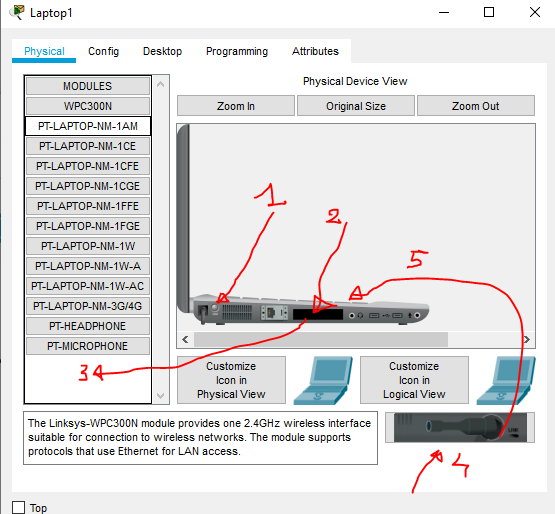 Laptop1
Physical Config Desktop Programming Attributes
MODULES
WPC300N
PT-LAPTOP-NM-1AM
PT-LAPTOP-NM-1CE
PT-LAPTOP-NM-1CFE
PT-LAPTOP-NM-1CGE
PT-LAPTOP-NM-1FFE
PT-LAPTOP-NM-1FGE
PT-LAPTOP-NM-1W
PT-LAPTOP-NM-1W-A
PT-LAPTOP-NM-1W-AC
PT-LAPTOP-NM-3G/4G
PT-HEADPHONE
PT-MICROPHONE
3
Physical Device View
Zoom In Original Size Zoom Out
1
2
5
Customize
Icon in
Physical View
Customize
Icon in
Logical View
The Linksys-WPC300N module provides one 2.4GHz wireless interface
suitable for connection to wireless networks. The module supports
protocols that use Ethernet for LAN access.
4
Top